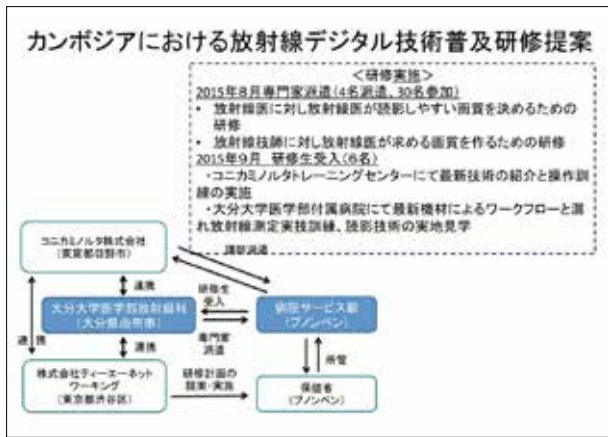 カンボジアにおける放射線デジタル技術普及研修提案
＜研修実施＞
2015年8月専門家派遣(4名派遣、30名参加)
• 放射線医に対し放射線医が読影しやすい画質を決めるための
研修
• 放射線技師に対し放射線医が求める画質を作るための研修
2015年9月 研修生受入(6名)
・コニカミノルタトレーニングセンターにて最新技術の紹介と操作訓
練の実施
・大分大学医学部付属病院にて最新機材によるワークフローと漏
れ放射線測定実技訓練、読影技術の実地見学
コニカミノルタ株式会社
(東京都日野市)
講師派遣
連携
研修生
受入
大分大学医学部放射線科
(大分県由布市)
病院サービス局
(プノンペン)
連携
専門家
派遣
連携
所管
株式会社ティーエーネット
ワーキング
(東京都渋谷区)
研修計画の
提案・実施
保健省
(プノンペン)